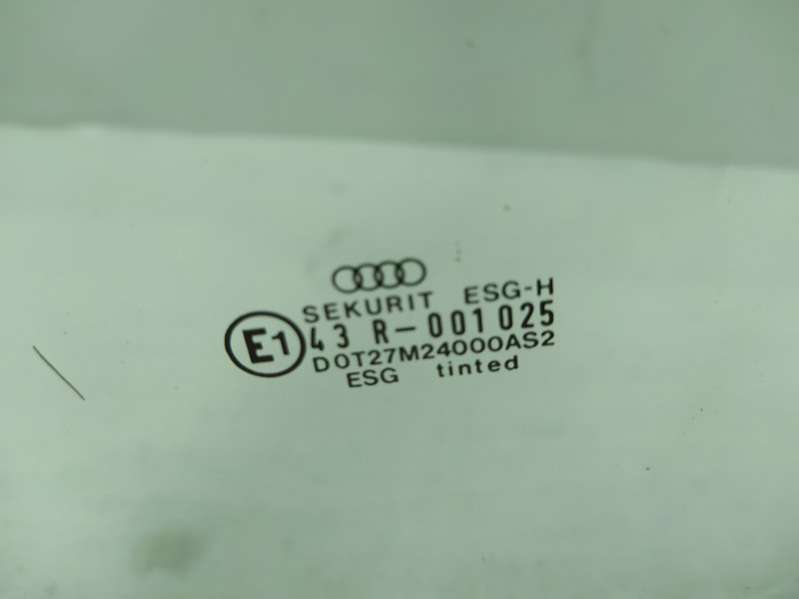 SEKURIT ESG-H
E1 43 R-001025
DOT27M24000AS2
ESG tinted